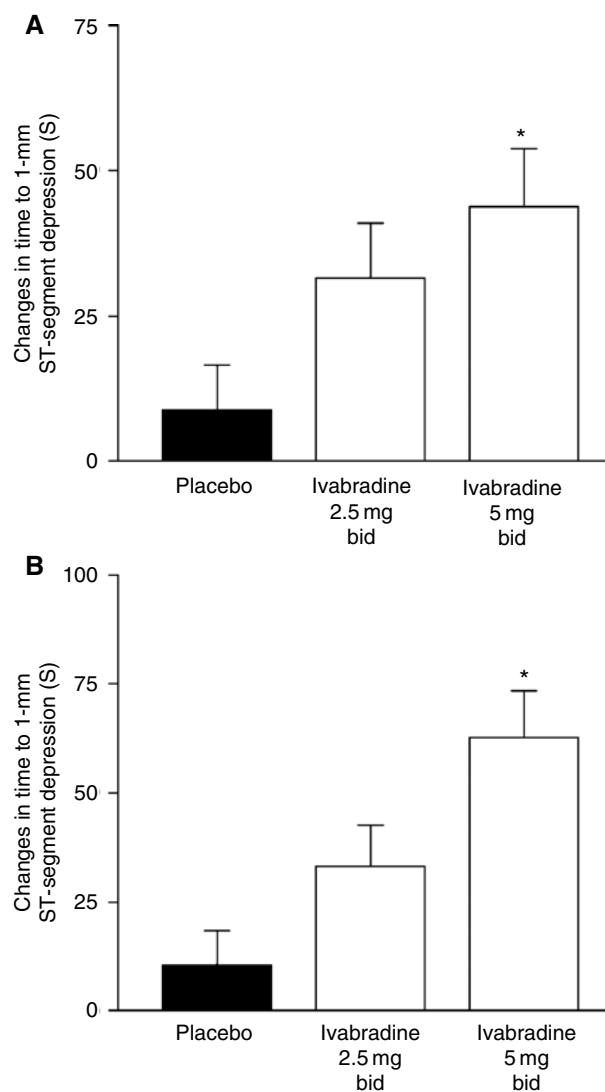 A
75
50
25
0
Changes in time to 1-mm
ST-segment depression (S)
*
Placebo
Ivabradine
2.5 mg
bid
Ivabradine
5 mg
bid
B
100
75
50
25
0
Changes in time to 1-mm
ST-segment depression (S)
*
Placebo
Ivabradine
2.5 mg
bid
Ivabradine
5 mg
bid